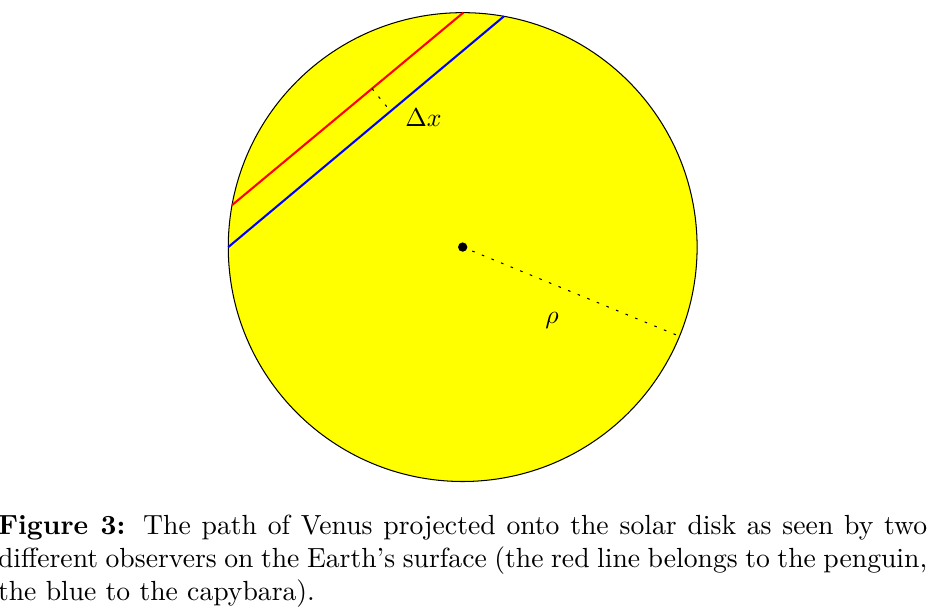 Δx
ρ
Figure 3: The path of Venus projected onto the solar disk as seen by two
different observers on the Earth's surface (the red line belongs to the penguin,
the blue to the capybara).